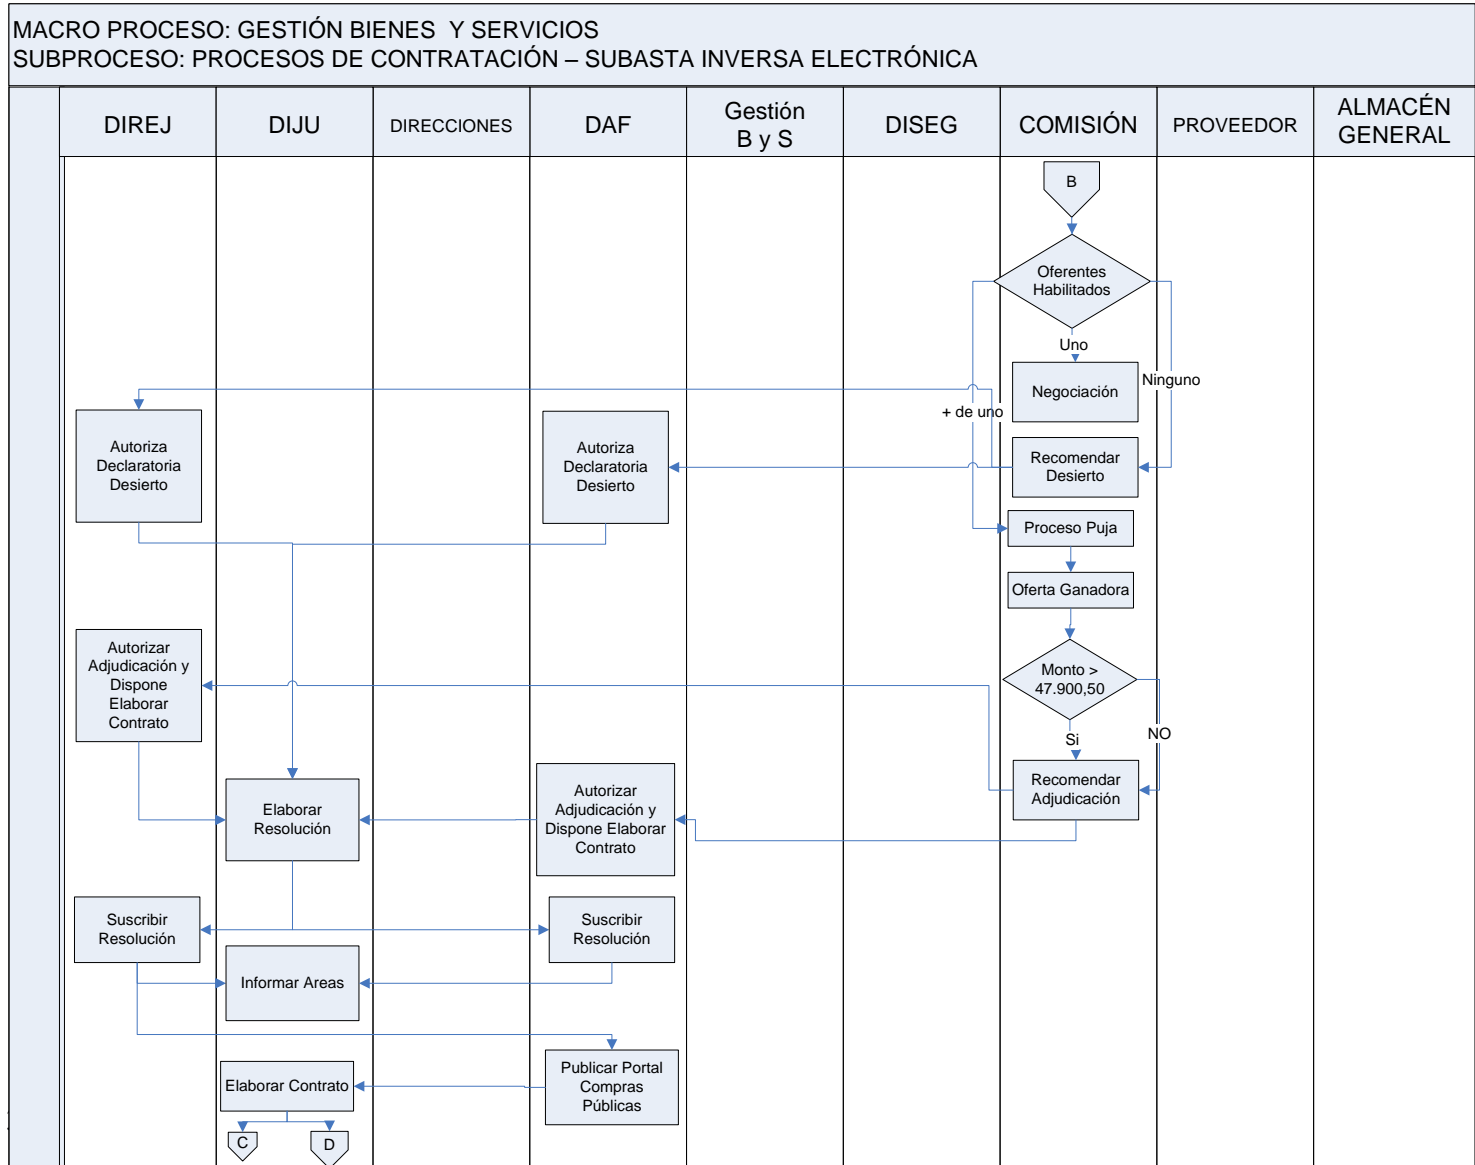 MACRO PROCESO: GESTIÓN BIENES Y SERVICIOS
SUBPROCESO: PROCESOS DE CONTRATACIÓN – SUBASTA INVERSA ELECTRÓNICA
DIREJ
DIJU
DIRECCIONES
DAF
Gestión
B y S
DISEG
COMISIÓN
PROVEEDOR
ALMACÉN
GENERAL
B
Oferentes
Habilitados
Uno
Negociación
Ninguno
+ de uno
Autoriza
Declaratoria
Desierto
Autoriza
Declaratoria
Desierto
Recomendar
Desierto
Proceso Puja
Oferta Ganadora
Autorizar
Adjudicación y
Dispone
Elaborar
Contrato
Monto >
47.900,50
Si
NO
Elaborar
Resolución
Autorizar
Adjudicación y
Dispone Elaborar
Contrato
Recomendar
Adjudicación
Suscribir
Resolución
Suscribir
Resolución
Informar Areas
Elaborar Contrato
Publicar Portal
Compras
Públicas
C
D